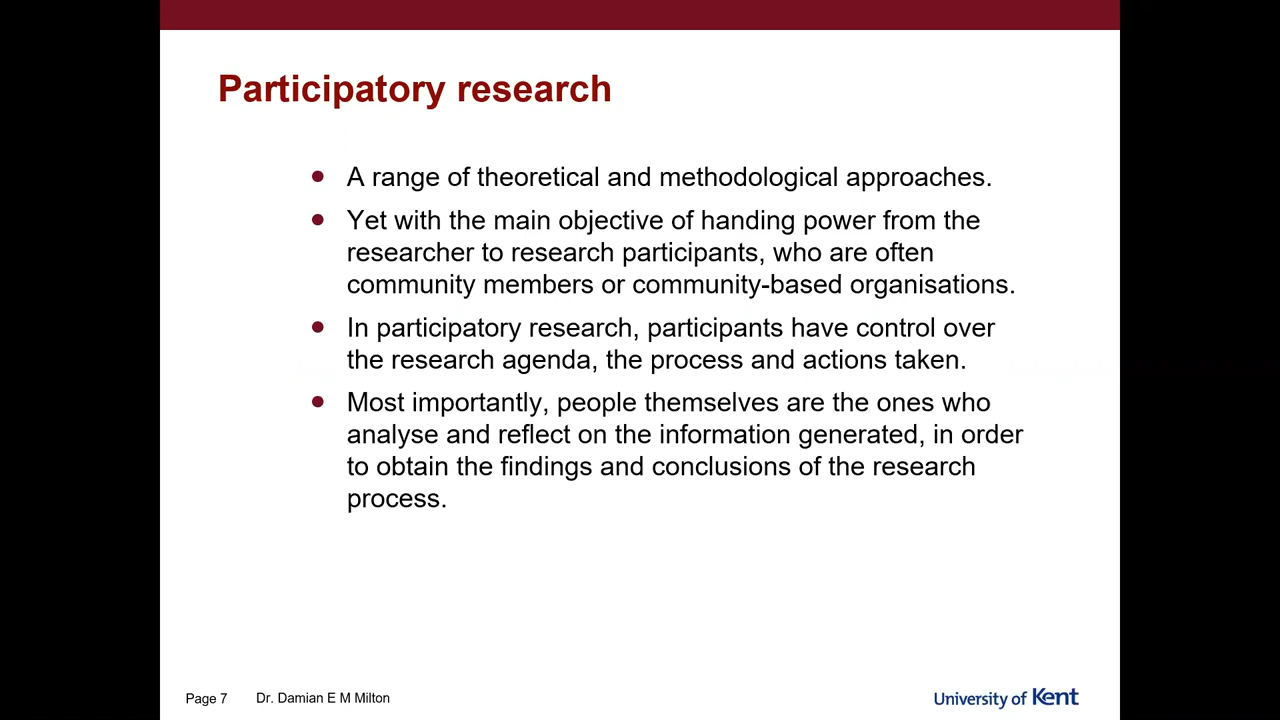 Participatory research
• A range of theoretical and methodological approaches.
• Yet with the main objective of handing power from the
researcher to research participants, who are often
community members or community-based organisations.
• In participatory research, participants have control over
the research agenda, the process and actions taken.
• Most importantly, people themselves are the ones who
analyse and reflect on the information generated, in order
to obtain the findings and conclusions of the research
process.
Page 7 Dr. Damian E M Milton
University of Kent